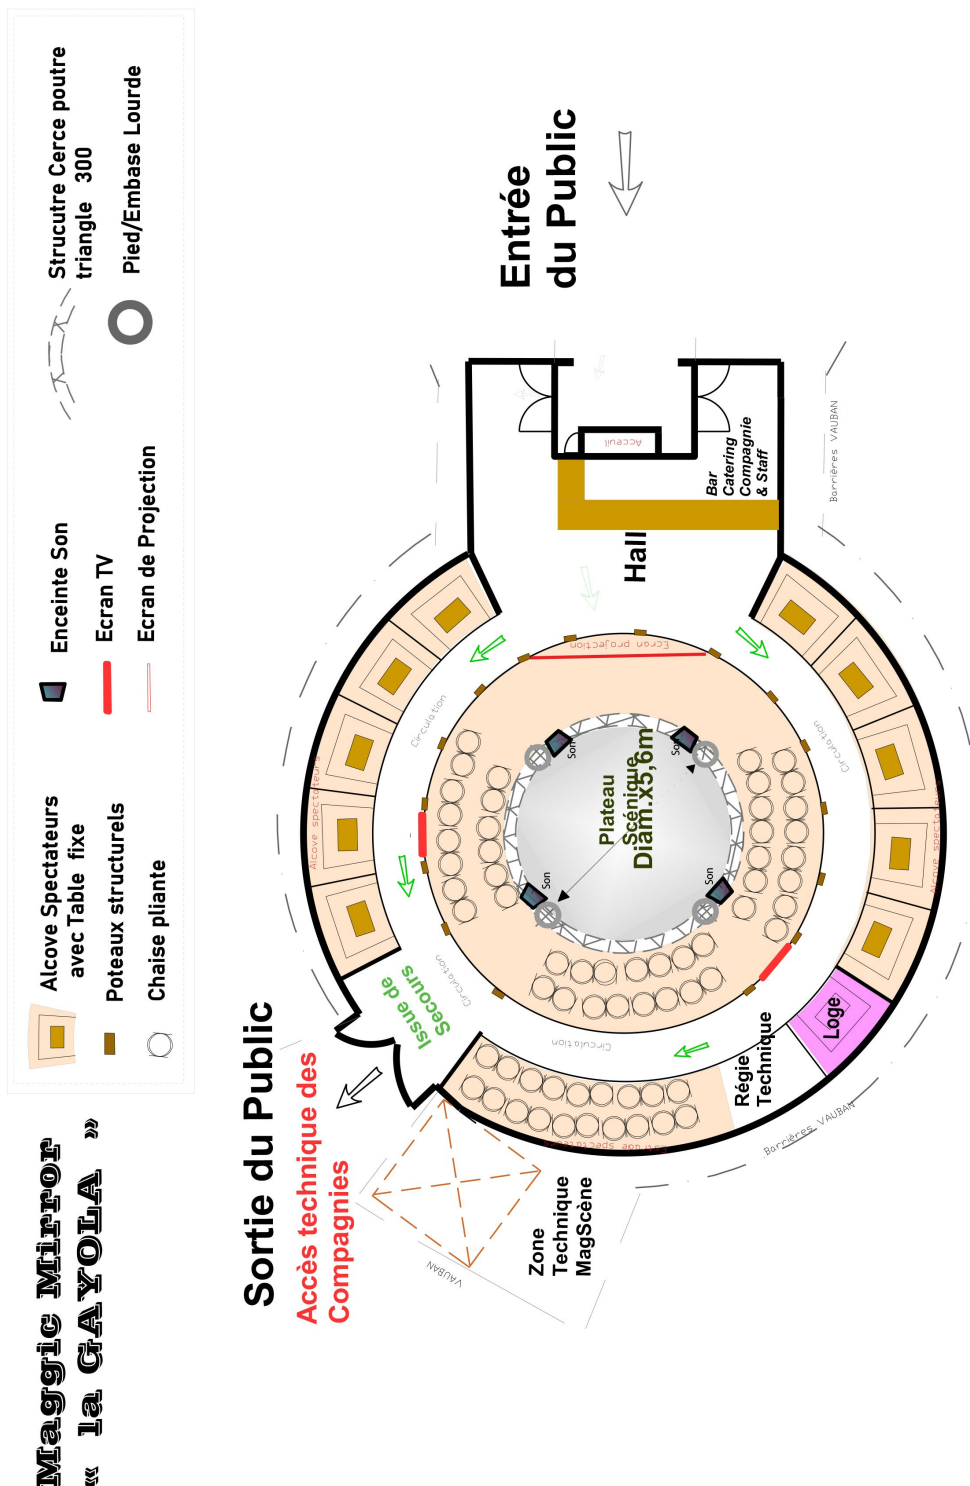 Maggic Mirror
« la GAYOLA »
Alcove Spectateurs
avec Table fixe
Poteaux structurels
Chaise pliante
Enceinte Son
Ecran TV
Ecran de Projection
Strucutre Cerce poutre
triangle 300
Pied/Embase Lourde
Entrée
du Public
Acceuil
Bar
Catering
Compagnie
& Staff
Barrières VAUBAN
Hall
Ecran projection
Circulation
Circulation
Alcove spectateurs
Alcove spectateurs
Son
Son
Plateau
Scénique
Diam.x5,6m
Son
Son
Circulation
Circulation
Issue de
Secours
Loge
Régie
Technique
Barrières VAUBAN
Sortie du Public
Accès technique des
Compagnies
Zone
Technique
MagScène
VAUBAN